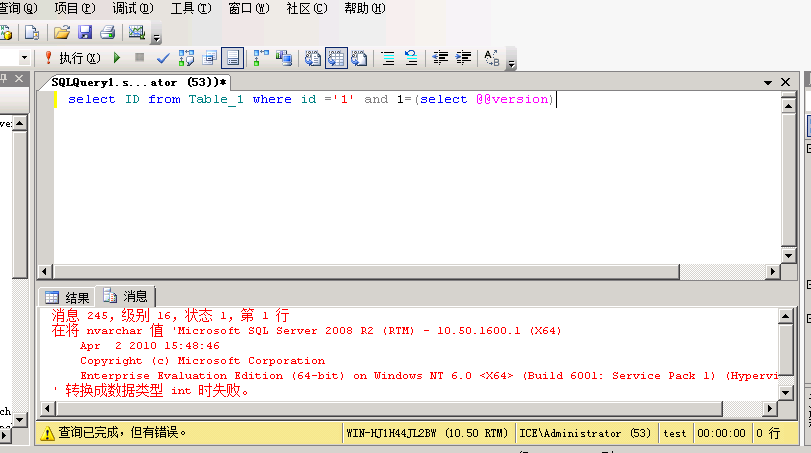 查询(Q) 项目(P) 调试(D) 工具(T) 窗口(W) 社区(C) 帮助(H)
执行(X)
SQLQuery1.s...ator (53))*
select ID from Table_1 where id ='1' and 1=(select @@version)
结果 消息
消息 245，级别 16，状态 1，第 1 行
在将 nvarchar 值 'Microsoft SQL Server 2008 R2 (RTM) - 10.50.1600.1 (X64)
Apr 2 2010 15:48:46
Copyright (c) Microsoft Corporation
Enterprise Evaluation Edition (64-bit) on Windows NT 6.0 <X64> (Build 6001: Service Pack 1) (Hypervi
' 转换成数据类型 int 时失败。
查询已完成，但有错误。 WIN-HJ1H44JL2BW (10.50 RTM) ICE\Administrator (53) test 00:00:00 0 行